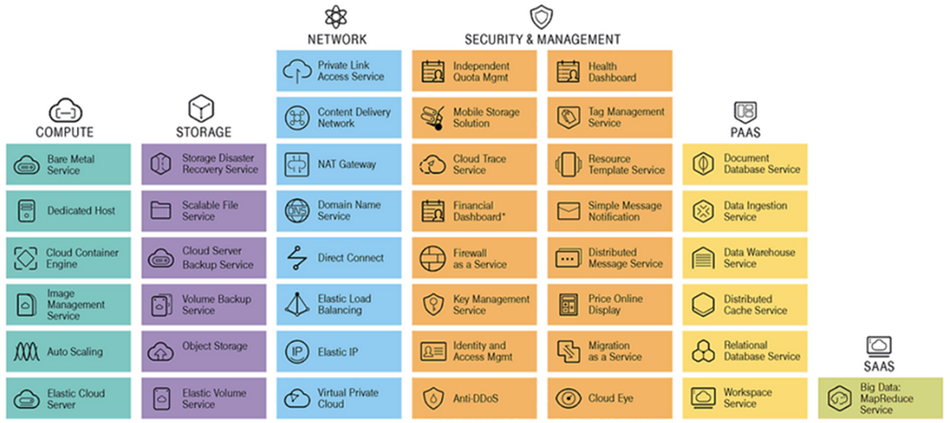 NETWORK
SECURITY & MANAGEMENT
Private Link
Access Service
Independent
Quota Mgmt
Health
Dashboard
COMPUTE
STORAGE
Content Delivery
Network
Mobile Storage
Solution
Tag Management
Service
PAAS
Bare Metal
Service
Storage Disaster
Recovery Service
NAT Gateway
Cloud Trace
Service
Resource
Template Service
Document
Database Service
Dedicated Host
Scalable File
Service
Domain Name
Service
Financial
Dashboard*
Simple Message
Notification
Data Ingestion
Service
Cloud Container
Engine
Cloud Server
Backup Service
Direct Connect
Firewall
as a Service
Distributed
Message Service
Data Warehouse
Service
Image
Management
Service
Volume Backup
Service
Elastic Load
Balancing
Key Management
Service
Price Online
Display
Distributed
Cache Service
Auto Scaling
Object Storage
IP
Elastic IP
Identity and
Access Mgmt
Migration
as a Service
Relational
Database Service
SAAS
Elastic Cloud
Server
Elastic Volume
Service
Virtual Private
Cloud
Anti-DDoS
Cloud Eye
Workspace
Service
Big Data:
MapReduce
Service